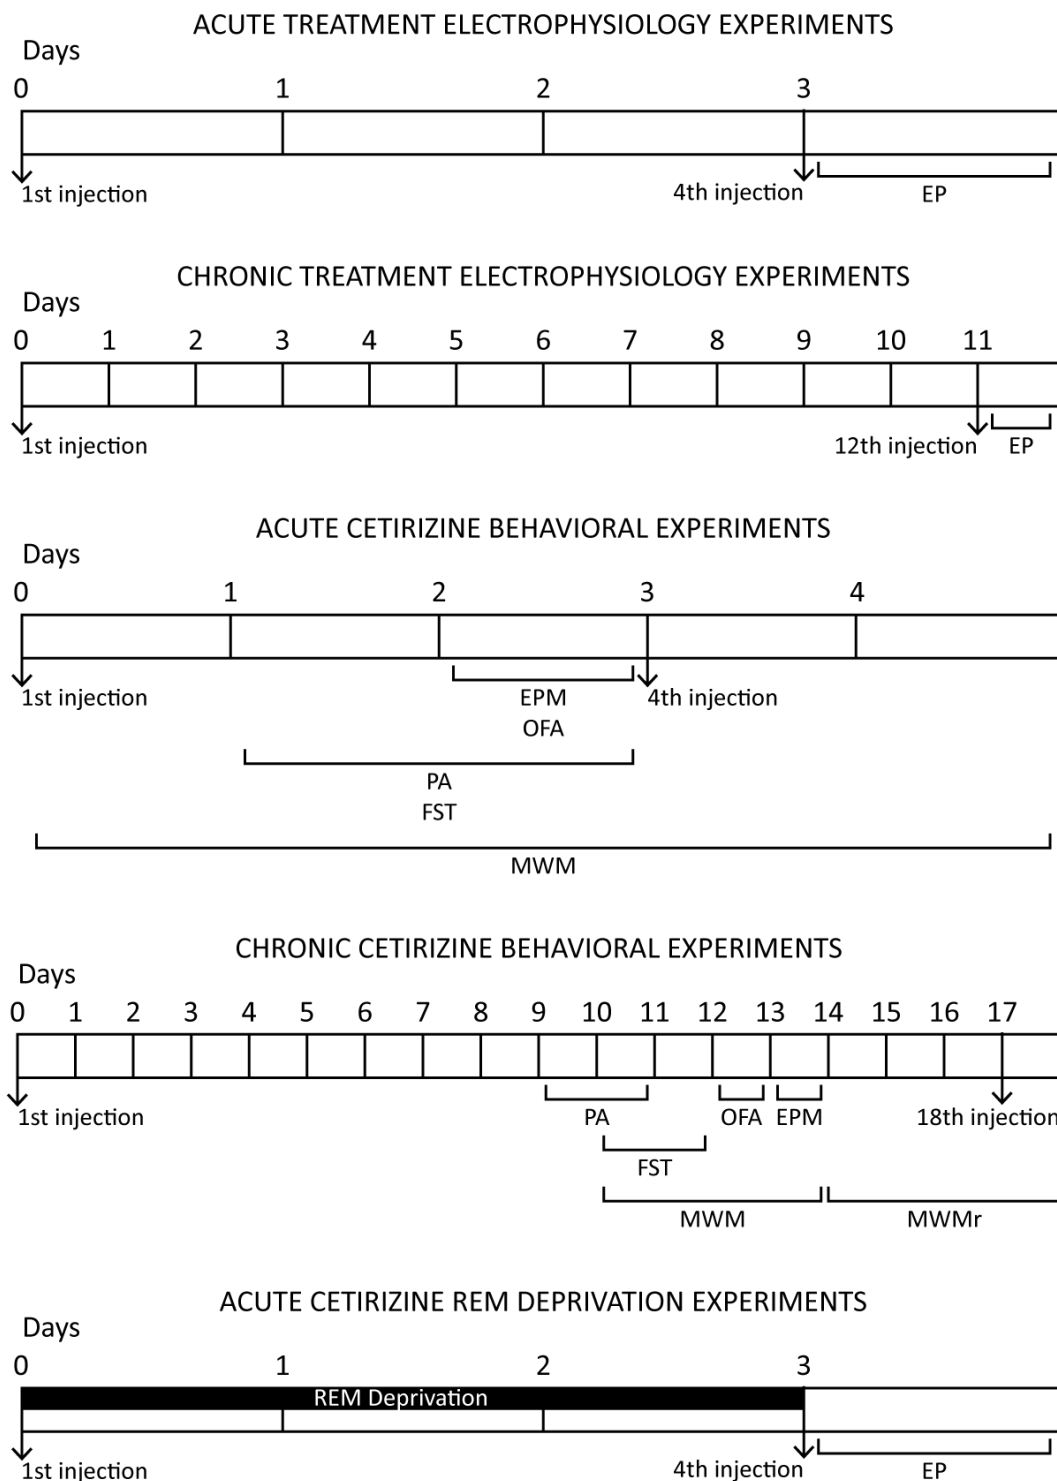 ACUTE TREATMENT ELECTROPHYSIOLOGY EXPERIMENTS
Days
0 1 2 3
1st injection 4th injection EP
CHRONIC TREATMENT ELECTROPHYSIOLOGY EXPERIMENTS
Days
0 1 2 3 4 5 6 7 8 9 10 11
1st injection 12th injection EP
ACUTE CETIRIZINE BEHAVIORAL EXPERIMENTS
Days
0 1 2 3 4
1st injection EPM 4th injection
OFA
PA
FST
MWM
CHRONIC CETIRIZINE BEHAVIORAL EXPERIMENTS
Days
0 1 2 3 4 5 6 7 8 9 10 11 12 13 14 15 16 17
1st injection PA OFA EPM 18th injection
FST
MWM MWMr
ACUTE CETIRIZINE REM DEPRIVATION EXPERIMENTS
Days
0 1 2 3
REM Deprivation
1st injection 4th injection EP